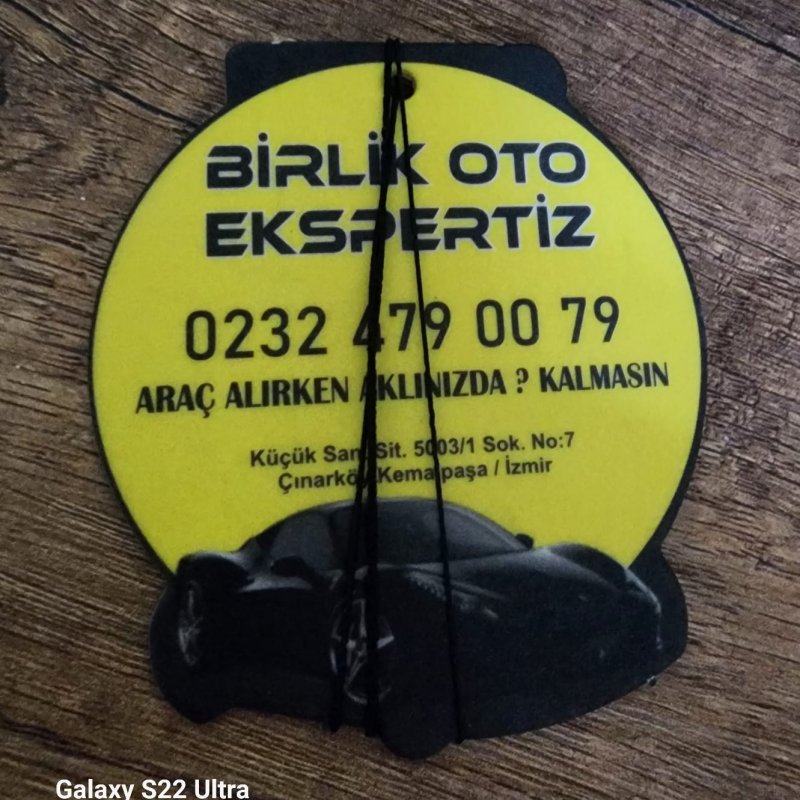 BİRLİK OTO
EKSPERTİZ
0232 479 00 79
ARAÇ ALIRKEN AKLINIZDA ? KALMASIN
Küçük San. Sit. 5003/1 Sok. No:7
Çınarköy Kemalpaşa / İzmir
Galaxy S22 Ultra